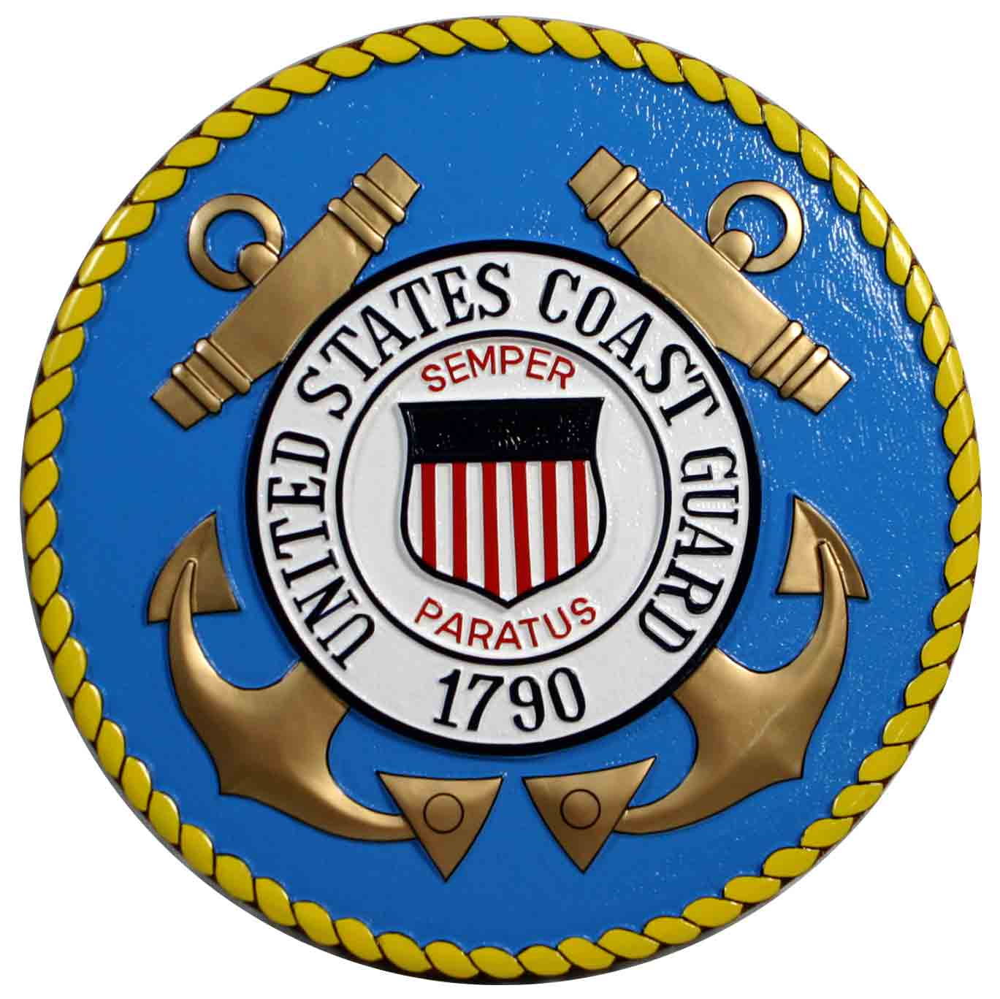 UNITED STATES COAST GUARD
SEMPER
PARATUS
1790